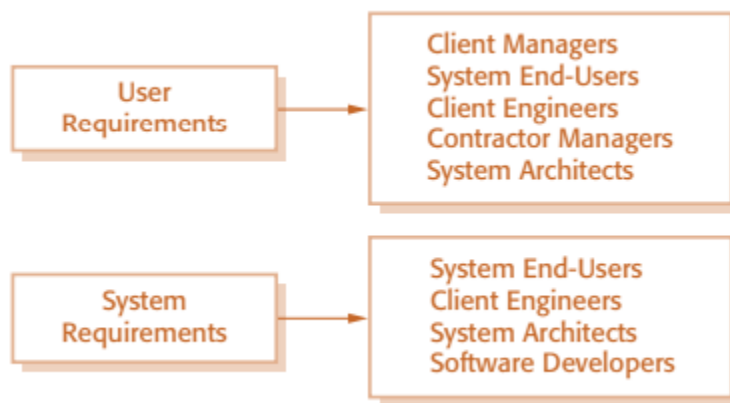 User
Requirements
Client Managers
System End-Users
Client Engineers
Contractor Managers
System Architects
System
Requirements
System End-Users
Client Engineers
System Architects
Software Developers